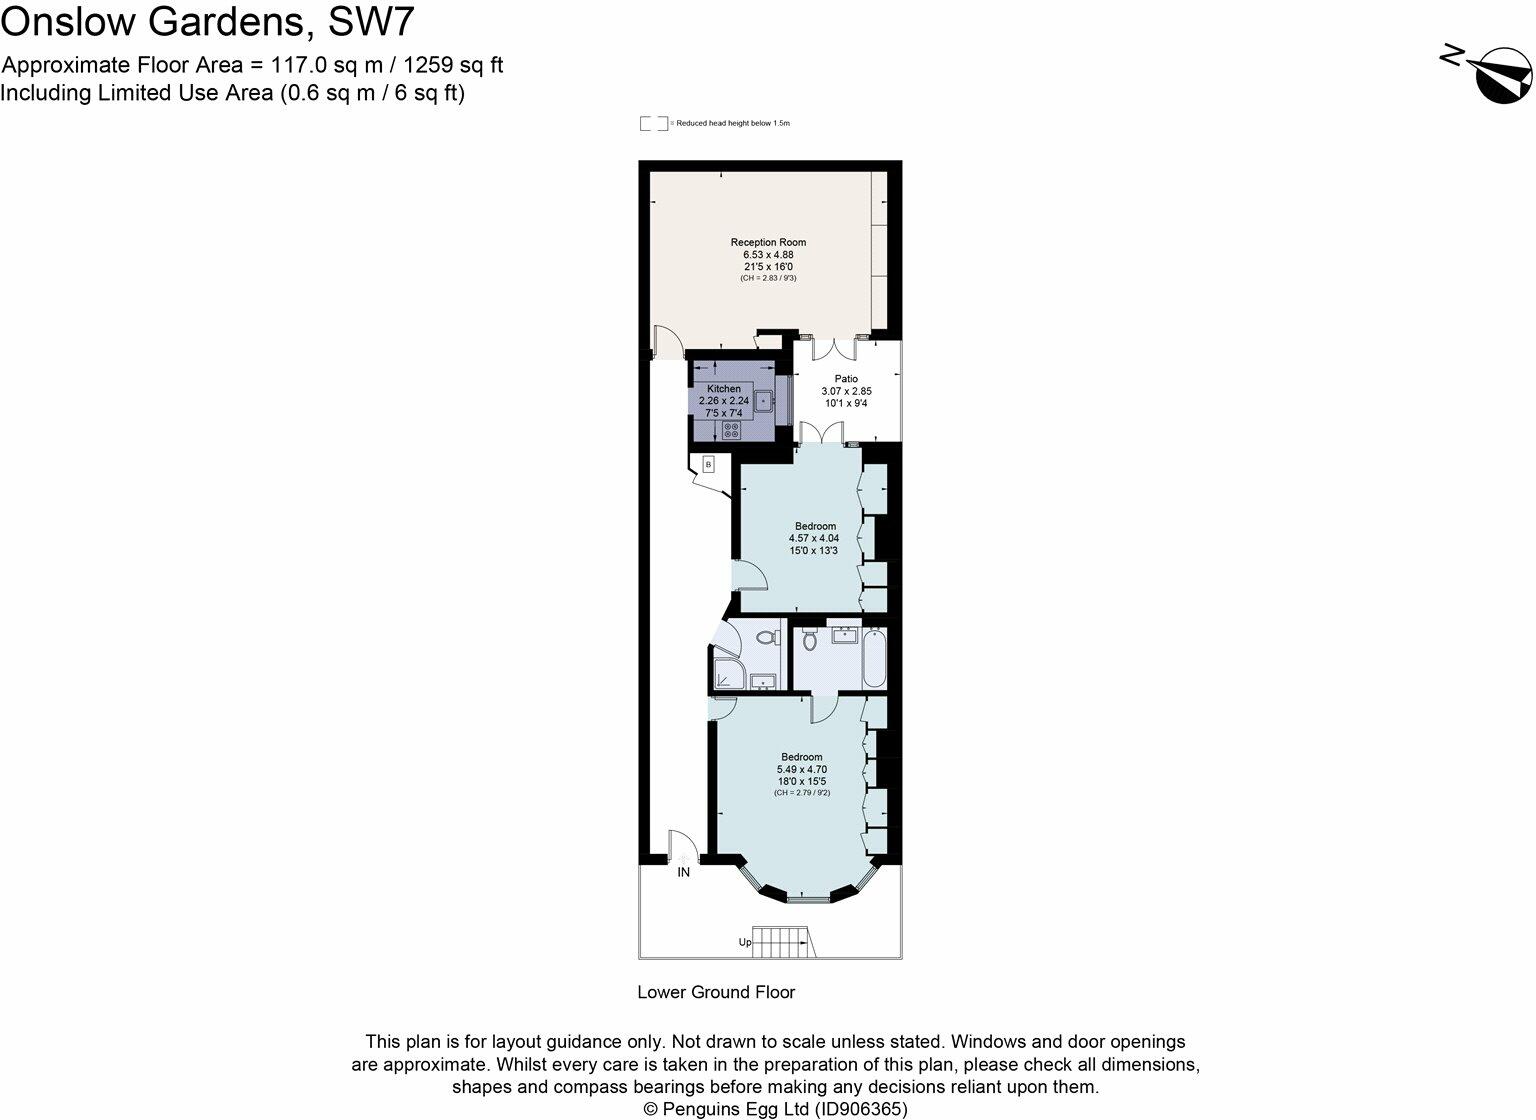 Onslow Gardens, SW7
Approximate Floor Area = 117.0 sq m / 1259 sq ft
Including Limited Use Area (0.6 sq m / 6 sq ft)
N
= Reduced head height below 1.5m
Reception Room
6.53 x 4.88
21'5 x 16'0
(CH = 2.83 / 9'3)
Kitchen
2.26 x 2.24
7'5 x 7'4
Patio
3.07 x 2.85
10'1 x 9'4
B
Bedroom
4.57 x 4.04
15'0 x 13'3
Bedroom
5.49 x 4.70
18'0 x 15'5
(CH = 2.79 / 9'2)
IN
Up
Lower Ground Floor
This plan is for layout guidance only. Not drawn to scale unless stated. Windows and door openings
are approximate. Whilst every care is taken in the preparation of this plan, please check all dimensions,
shapes and compass bearings before making any decisions reliant upon them.
© Penguins Egg Ltd (ID906365)